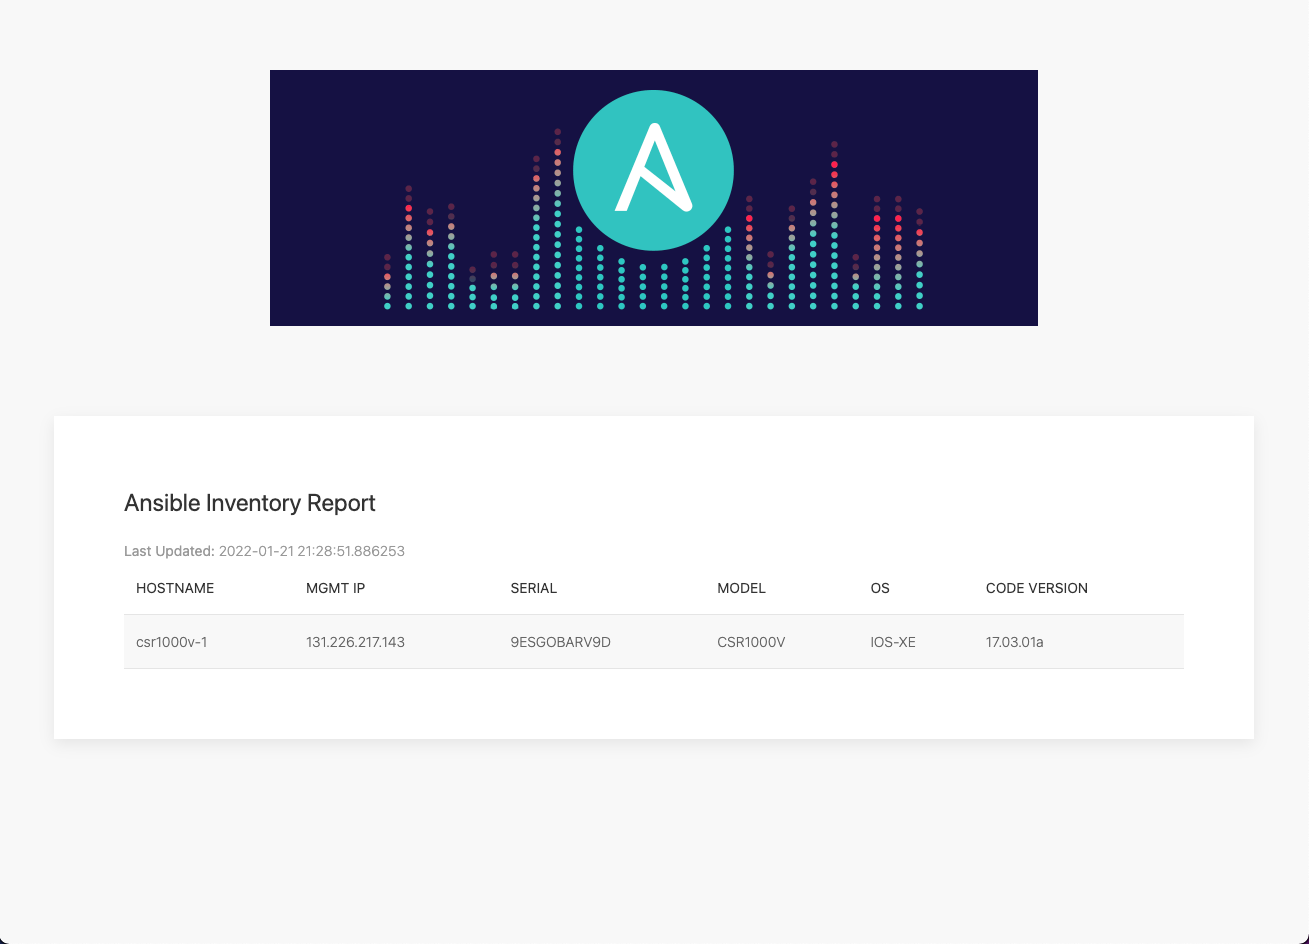 Ansible Inventory Report
Last Updated: 2022-01-21 21:28:51.886253
HOSTNAME MGMT IP SERIAL MODEL OS CODE VERSION
csr1000v-1 131.226.217.143 9ESGOBARV9D CSR1000V IOS-XE 17.03.01a